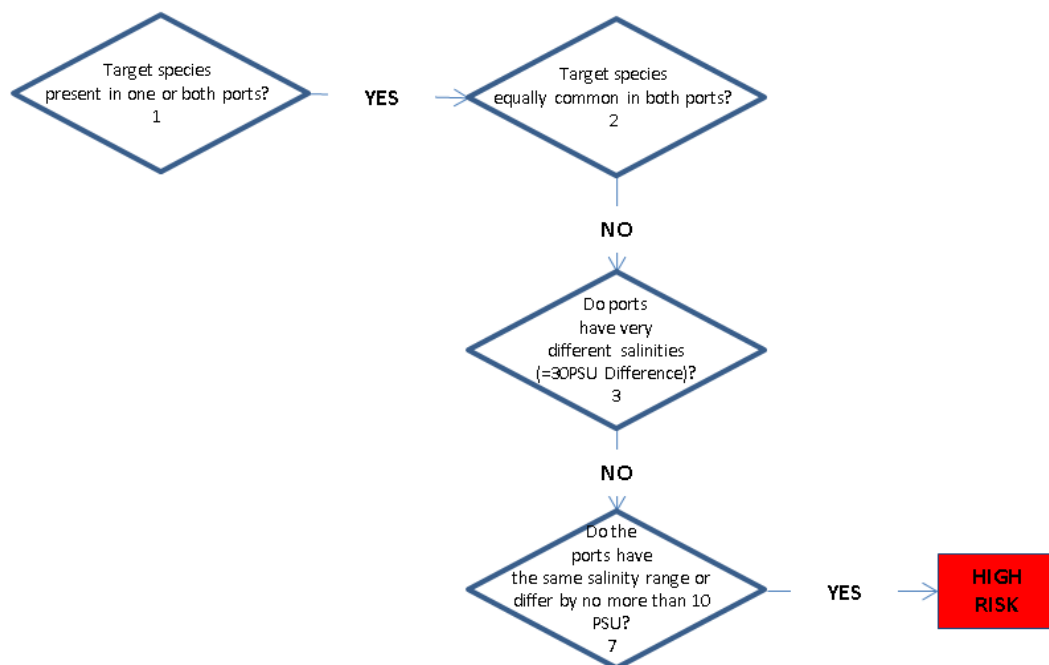 Target species
present in one or both ports?
1
YES
Target species
equally common in both ports?
2
NO
Do ports
have very
different salinities
(=30PSU Difference)?
3
NO
Do the
ports have
the same salinity range or
differ by no more than 10
PSU?
7
YES
HIGH
RISK